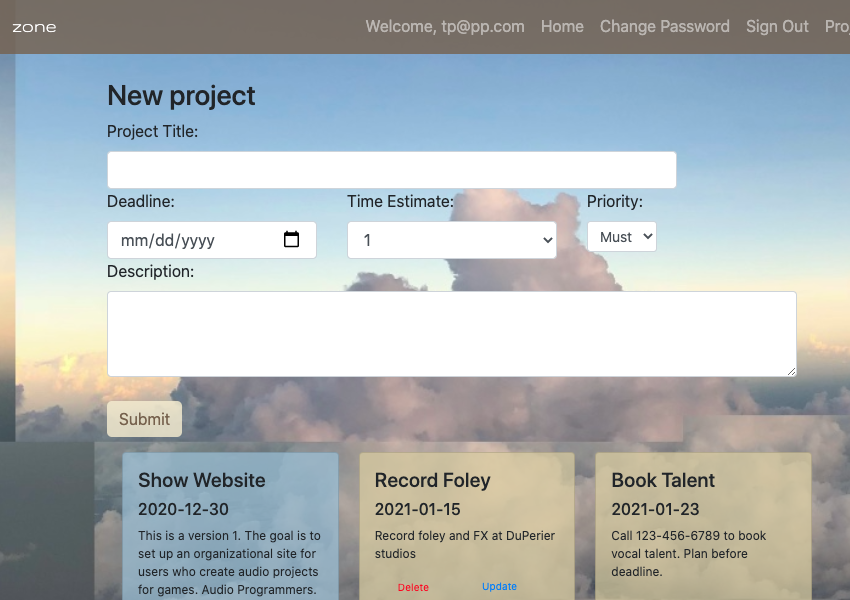 zone
Welcome, tp@pp.com Home Change Password Sign Out
New project
Project Title:
Deadline: Time Estimate: Priority:
mm/dd/yyyy 1 Must
Description:
Submit
Show Website
2020-12-30
This is a version 1. The goal is to
set up an organizational site for
users who create audio projects
for games. Audio Programmers.
Record Foley
2021-01-15
Record foley and FX at DuPerier
studios
Delete Update
Book Talent
2021-01-23
Call 123-456-6789 to book
vocal talent. Plan before
deadline.